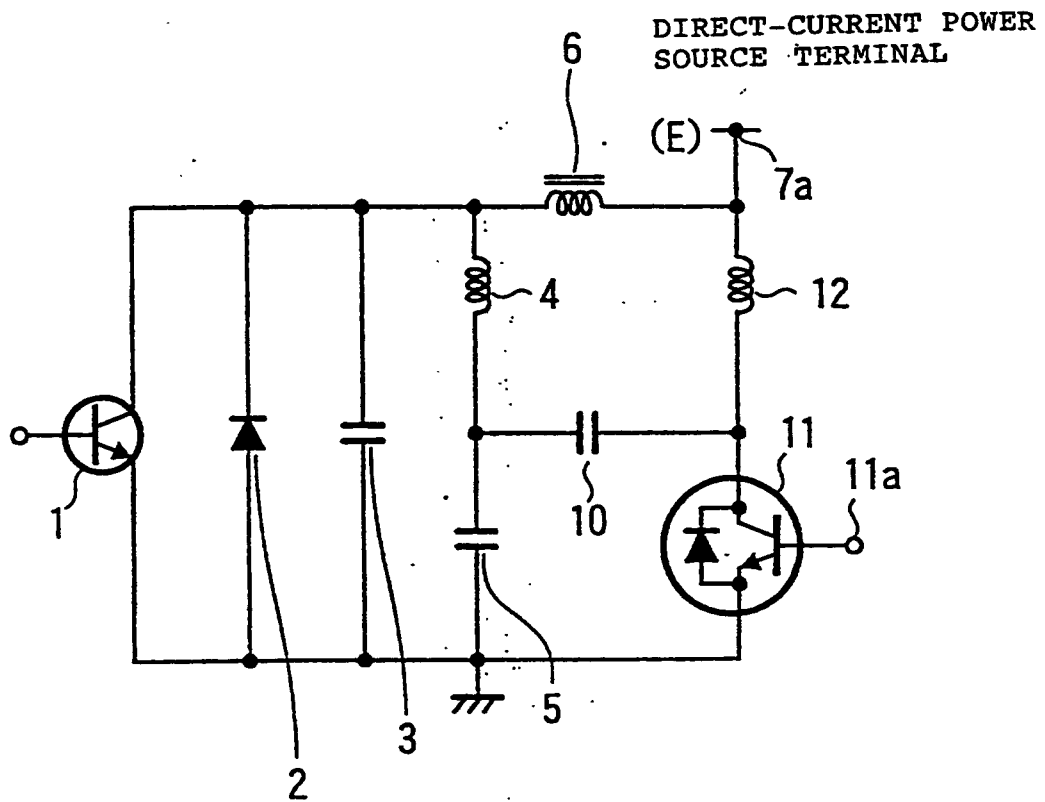 DIRECT-CURRENT POWER
SOURCE TERMINAL
6
(E)
7a
4
12
11
11a
1
10
5
3
2